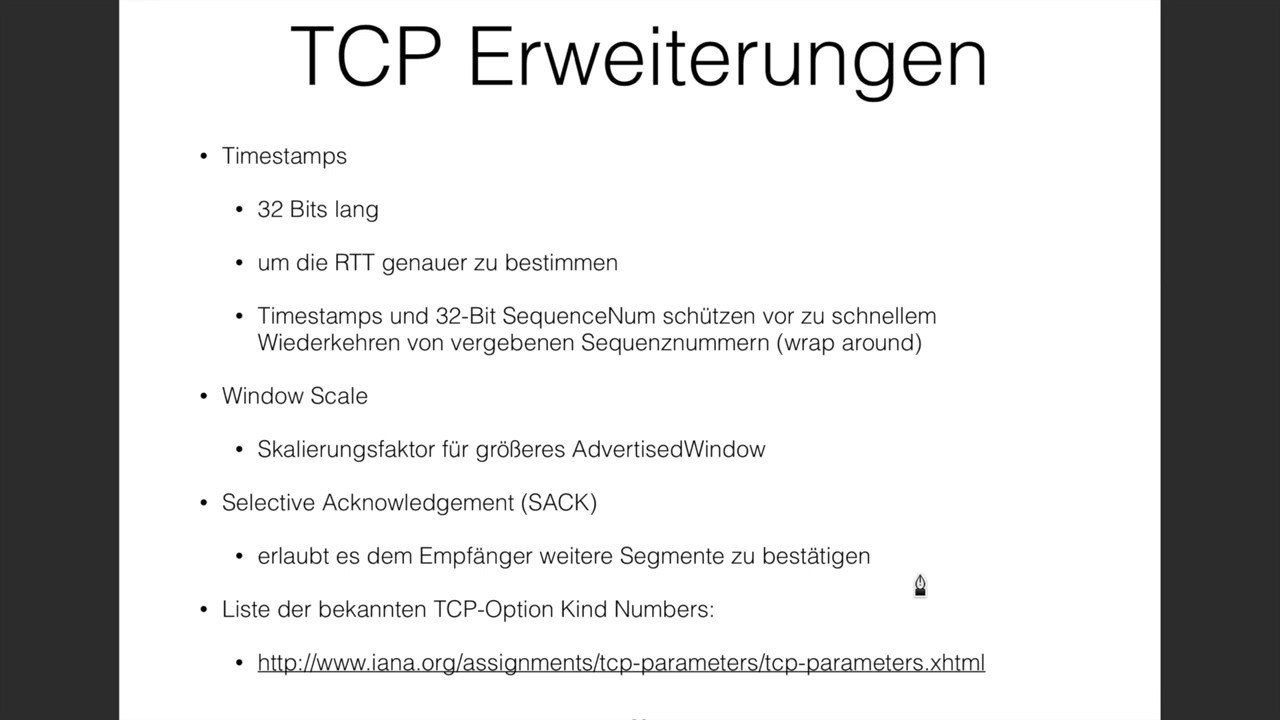 TCP Erweiterungen
• Timestamps
• 32 Bits lang
• um die RTT genauer zu bestimmen
• Timestamps und 32-Bit SequenceNum schützen vor zu schnellem
Wiederkehren von vergebenen Sequenznummern (wrap around)
• Window Scale
• Skalierungsfaktor für größeres AdvertisedWindow
• Selective Acknowledgement (SACK)
• erlaubt es dem Empfänger weitere Segmente zu bestätigen
• Liste der bekannten TCP-Option Kind Numbers:
• http://www.iana.org/assignments/tcp-parameters/tcp-parameters.xhtml